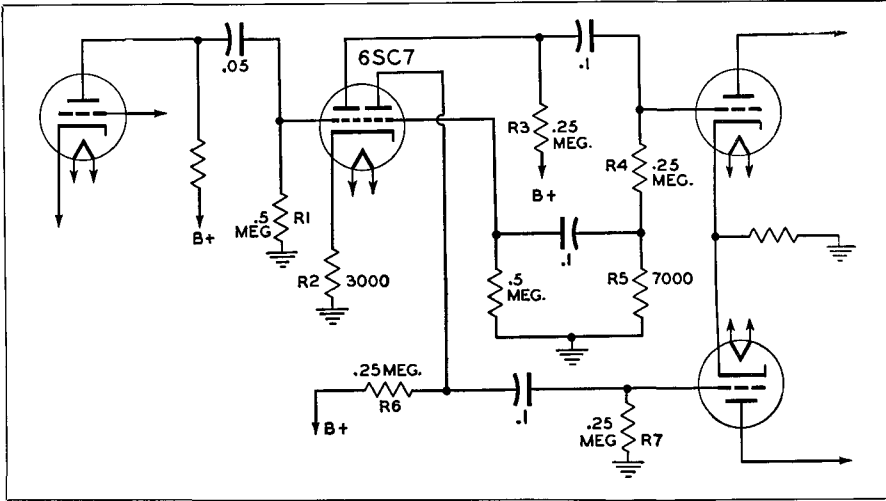 .05
6SC7
.1
R3 .25
MEG.
B+
R4 .25
MEG.
B+
.5
MEG
R1
R2 3000
.5
MEG.
.1
R5 7000
.25 MEG.
R6
B+
.1
.25
MEG R7